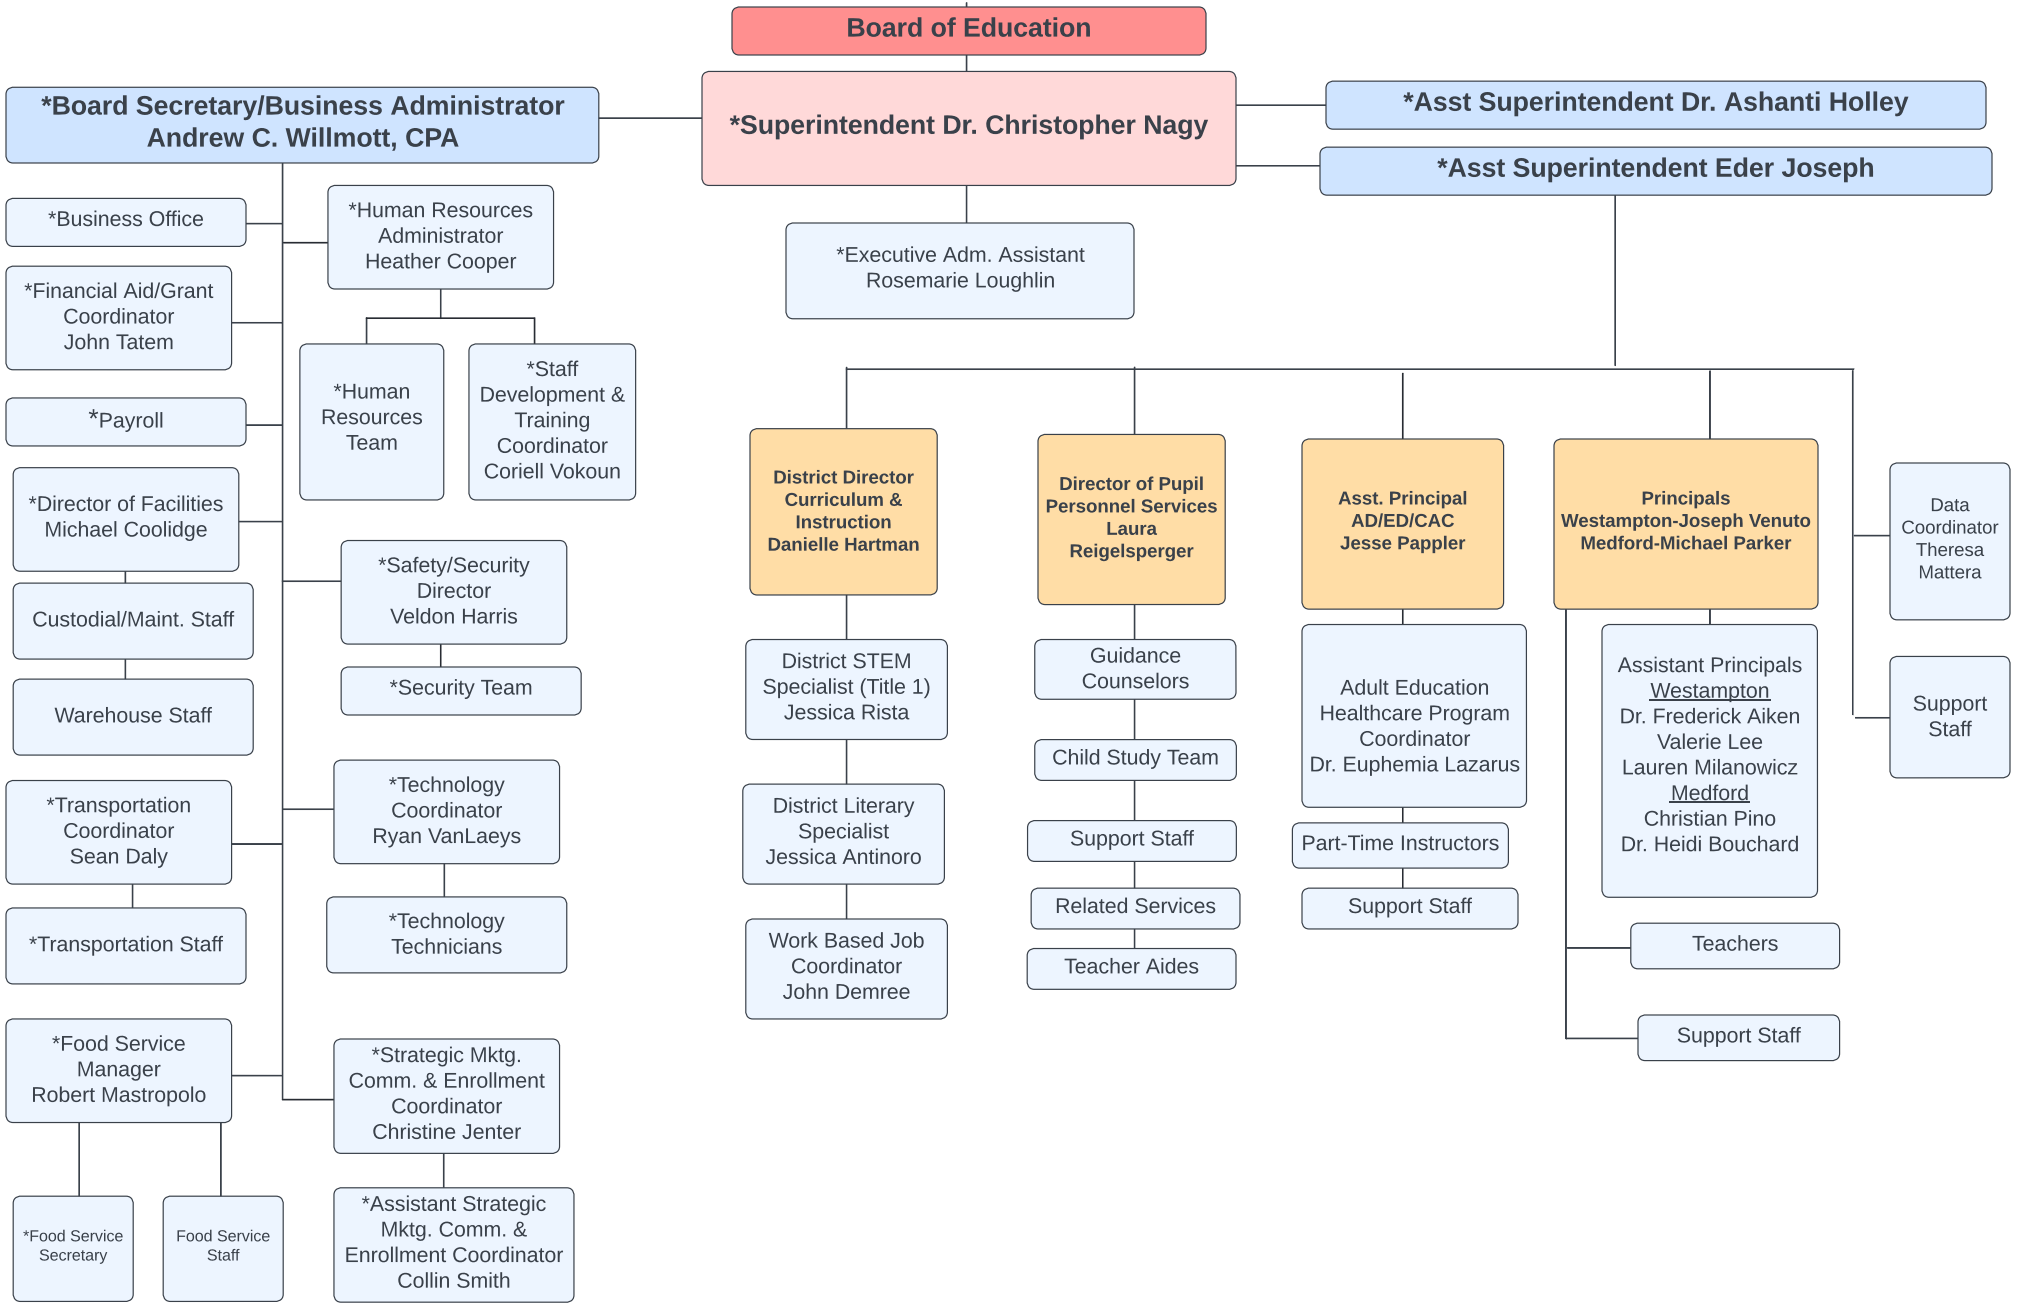 Board of Education
*Board Secretary/Business Administrator
Andrew C. Willmott, CPA
*Superintendent Dr. Christopher Nagy
*Asst Superintendent Dr. Ashanti Holley
*Asst Superintendent Eder Joseph
*Executive Adm. Assistant
Rosemarie Loughlin
*Business Office
*Human Resources
Administrator
Heather Cooper
*Financial Aid/Grant
Coordinator
John Tatem
*Human
Resources
Team
*Staff
Development &
Training
Coordinator
Coriell Vokoun
*Payroll
*Director of Facilities
Michael Coolidge
Custodial/Maint. Staff
Warehouse Staff
*Safety/Security
Director
Veldon Harris
*Security Team
*Transportation
Coordinator
Sean Daly
*Transportation Staff
*Technology
Coordinator
Ryan VanLaeys
*Technology
Technicians
*Food Service
Manager
Robert Mastropolo
*Food Service
Secretary
Food Service
Staff
*Strategic Mktg.
Comm. & Enrollment
Coordinator
Christine Jenter
*Assistant Strategic
Mktg. Comm. &
Enrollment Coordinator
Collin Smith
District Director
Curriculum &
Instruction
Danielle Hartman
District STEM
Specialist (Title 1)
Jessica Rista
District Literary
Specialist
Jessica Antinoro
Work Based Job
Coordinator
John Demree
Director of Pupil
Personnel Services
Laura
Reigelsperger
Guidance
Counselors
Child Study Team
Support Staff
Related Services
Teacher Aides
Asst. Principal
AD/ED/CAC
Jesse Pappler
Adult Education
Healthcare Program
Coordinator
Dr. Euphemia Lazarus
Part-Time Instructors
Support Staff
Principals
Westampton-Joseph Venuto
Medford-Michael Parker
Assistant Principals
Westampton
Dr. Frederick Aiken
Valerie Lee
Lauren Milanowicz
Medford
Christian Pino
Dr. Heidi Bouchard
Teachers
Support Staff
Data
Coordinator
Theresa
Mattera
Support
Staff